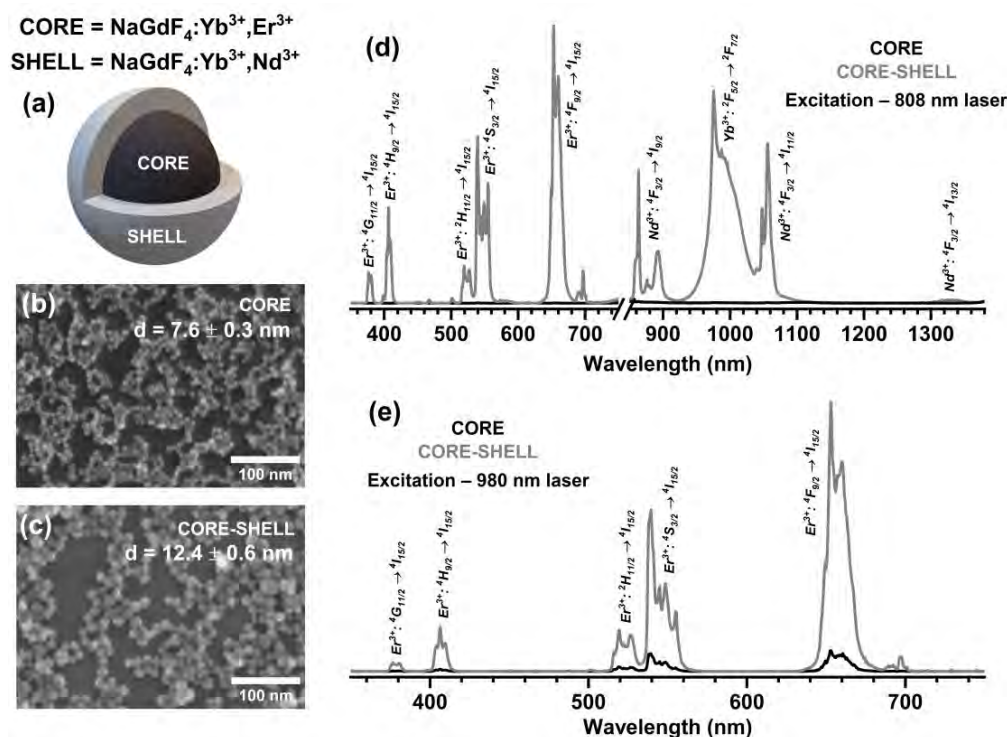 CORE = NaGdF₄:Yb³⁺,Er³⁺
SHELL = NaGdF₄:Yb³⁺,Nd³⁺
(a)
CORE
SHELL
(b)
CORE
d = 7.6 ± 0.3 nm
100 nm
(c)
CORE-SHELL
d = 12.4 ± 0.6 nm
100 nm
(d)
CORE
CORE-SHELL
Excitation – 808 nm laser
Er³⁺: ⁴G₁₁/₂ → ⁴I₁₅/₂
Er³⁺: ⁴H₉/₂ → ⁴I₁₅/₂
Er³⁺: ²H₁₁/₂ → ⁴I₁₅/₂
Er³⁺: ⁴S₃/₂ → ⁴I₁₅/₂
Er³⁺: ⁴F₉/₂ → ⁴I₁₅/₂
Nd³⁺: ⁴F₃/₂ → ⁴I₉/₂
Yb³⁺: ²F₅/₂ → ²F₇/₂
Nd³⁺: ⁴F₃/₂ → ⁴I₁₁/₂
Nd³⁺: ⁴F₃/₂ → ⁴I₁₃/₂
400 500 600 700 900 1000 1100 1200 1300
Wavelength (nm)
(e)
CORE
CORE-SHELL
Excitation – 980 nm laser
Er³⁺: ⁴G₁₁/₂ → ⁴I₁₅/₂
Er³⁺: ⁴H₉/₂ → ⁴I₁₅/₂
Er³⁺: ²H₁₁/₂ → ⁴I₁₅/₂
Er³⁺: ⁴S₃/₂ → ⁴I₁₅/₂
Er³⁺: ⁴F₉/₂ → ⁴I₁₅/₂
400 500 600 700
Wavelength (nm)